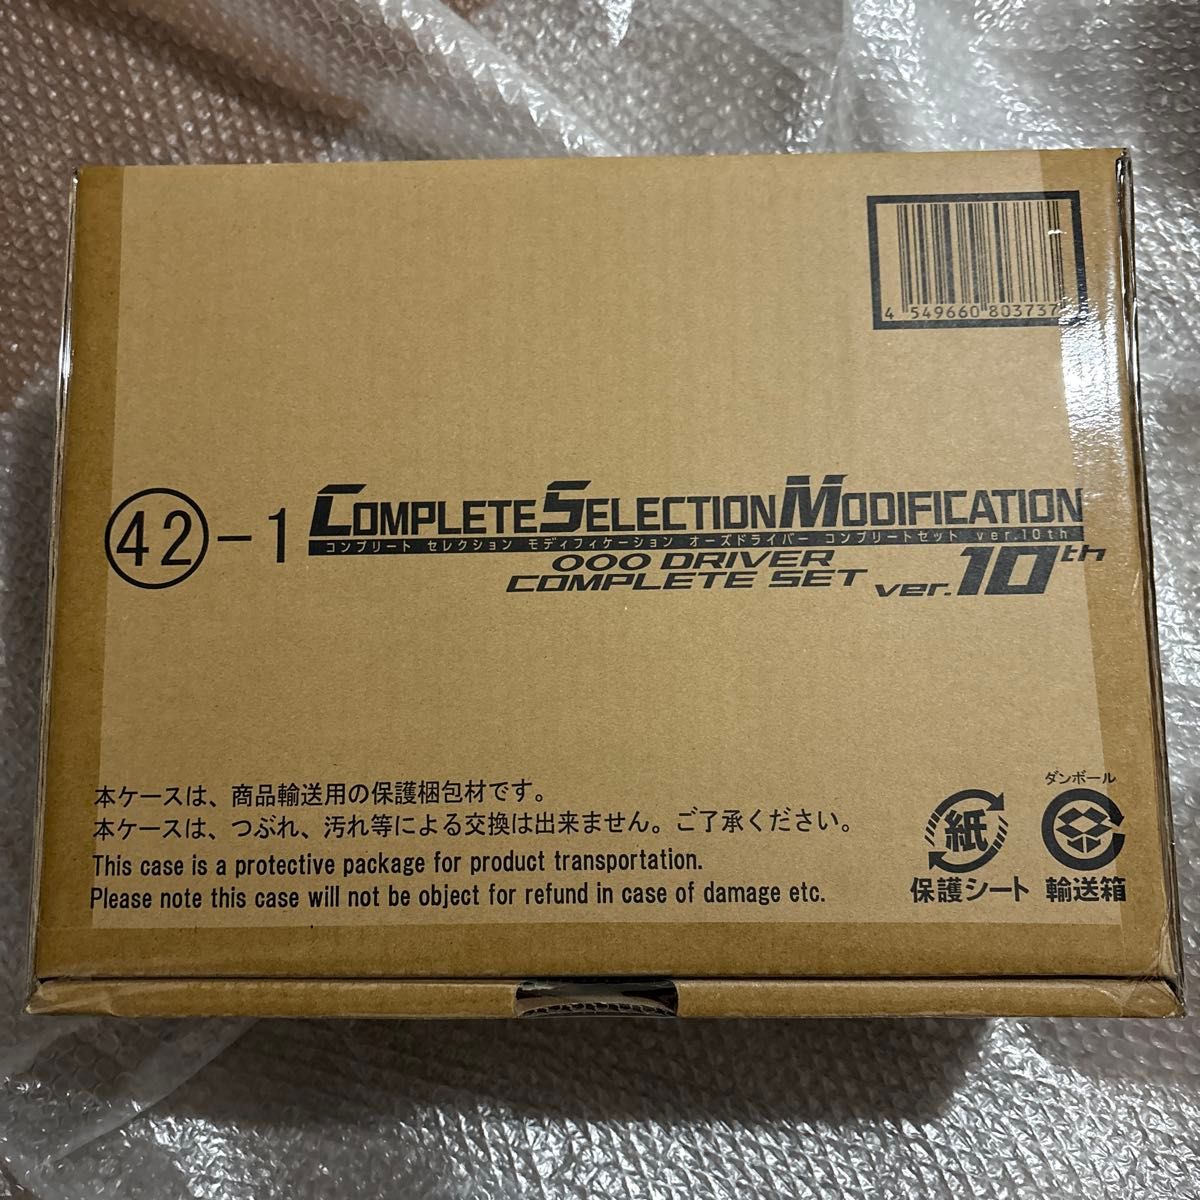 4 549660 803737
㊷-1
COMPLETE SELECTION MODIFICATION
コンプリート セレクション モディフィケーション オーズドライバー コンプリートセット ver.10th
OOO DRIVER
COMPLETE SET ver.10th
本ケースは、商品輸送用の保護梱包材です。
本ケースは、つぶれ、汚れ等による交換は出来ません。ご了承ください。
This case is a protective package for product transportation.
Please note this case will not be object for refund in case of damage etc.
紙
保護シート
ダンボール
輸送箱